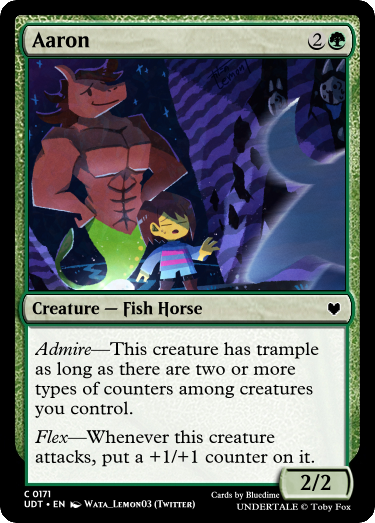 Aaron 2
Creature — Fish Horse
Admire—This creature has trample
as long as there are two or more
types of counters among creatures
you control.
Flex—Whenever this creature
attacks, put a +1/+1 counter on it.
2/2
C 0171
UDT • EN Wata_Lemon03 (Twitter)
Cards by Bluedime
UNDERTALE © Toby Fox